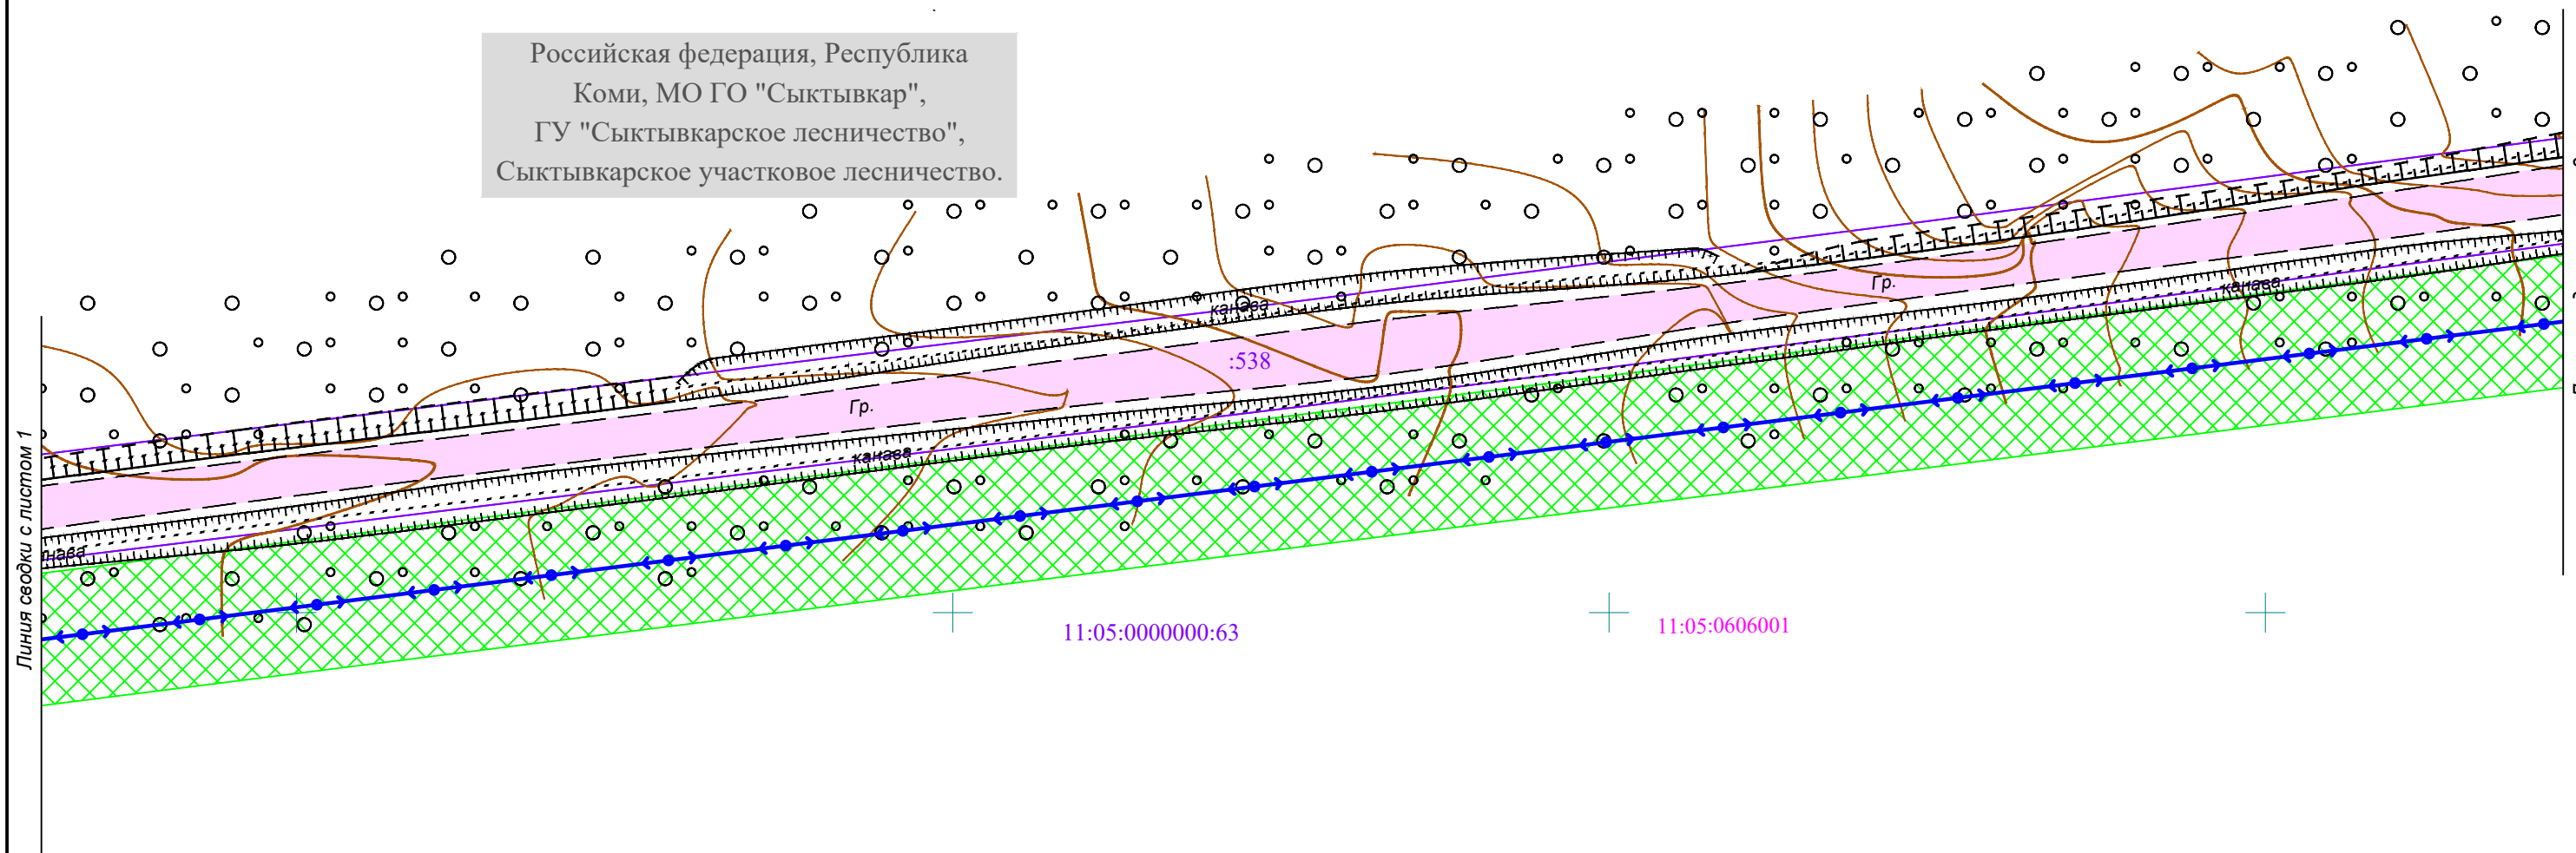 Российская федерация, Республика
Коми, МО ГО "Сыктывкар",
ГУ "Сыктывкарское лесничество",
Сыктывкарское участковое лесничество.
канава
Гр.
канава
:538
Гр.
канава
нава
Линия сводки с листом 1
11:05:0000000:63
11:05:0606001